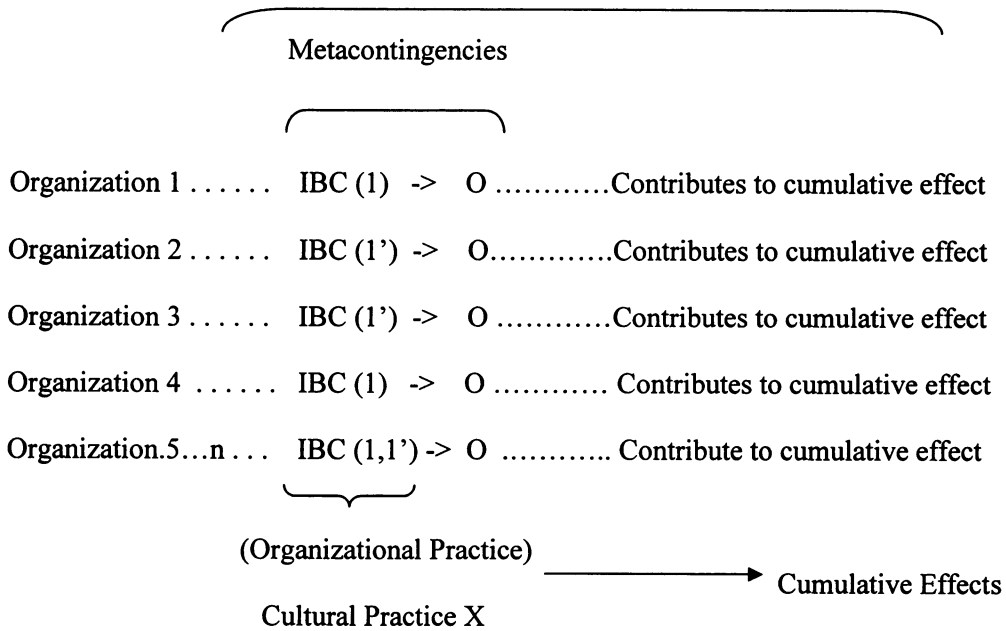 Metacontingencies
Organization 1 . . . . . . IBC (1) -> O ............Contributes to cumulative effect
Organization 2 . . . . . . IBC (1’) -> O.............Contributes to cumulative effect
Organization 3 . . . . . . IBC (1’) -> O ............Contributes to cumulative effect
Organization 4 . . . . . . IBC (1) -> O ............ Contributes to cumulative effect
Organization.5…n . . . IBC (1,1’) -> O ........... Contribute to cumulative effect
(Organizational Practice)
Cumulative Effects
Cultural Practice X